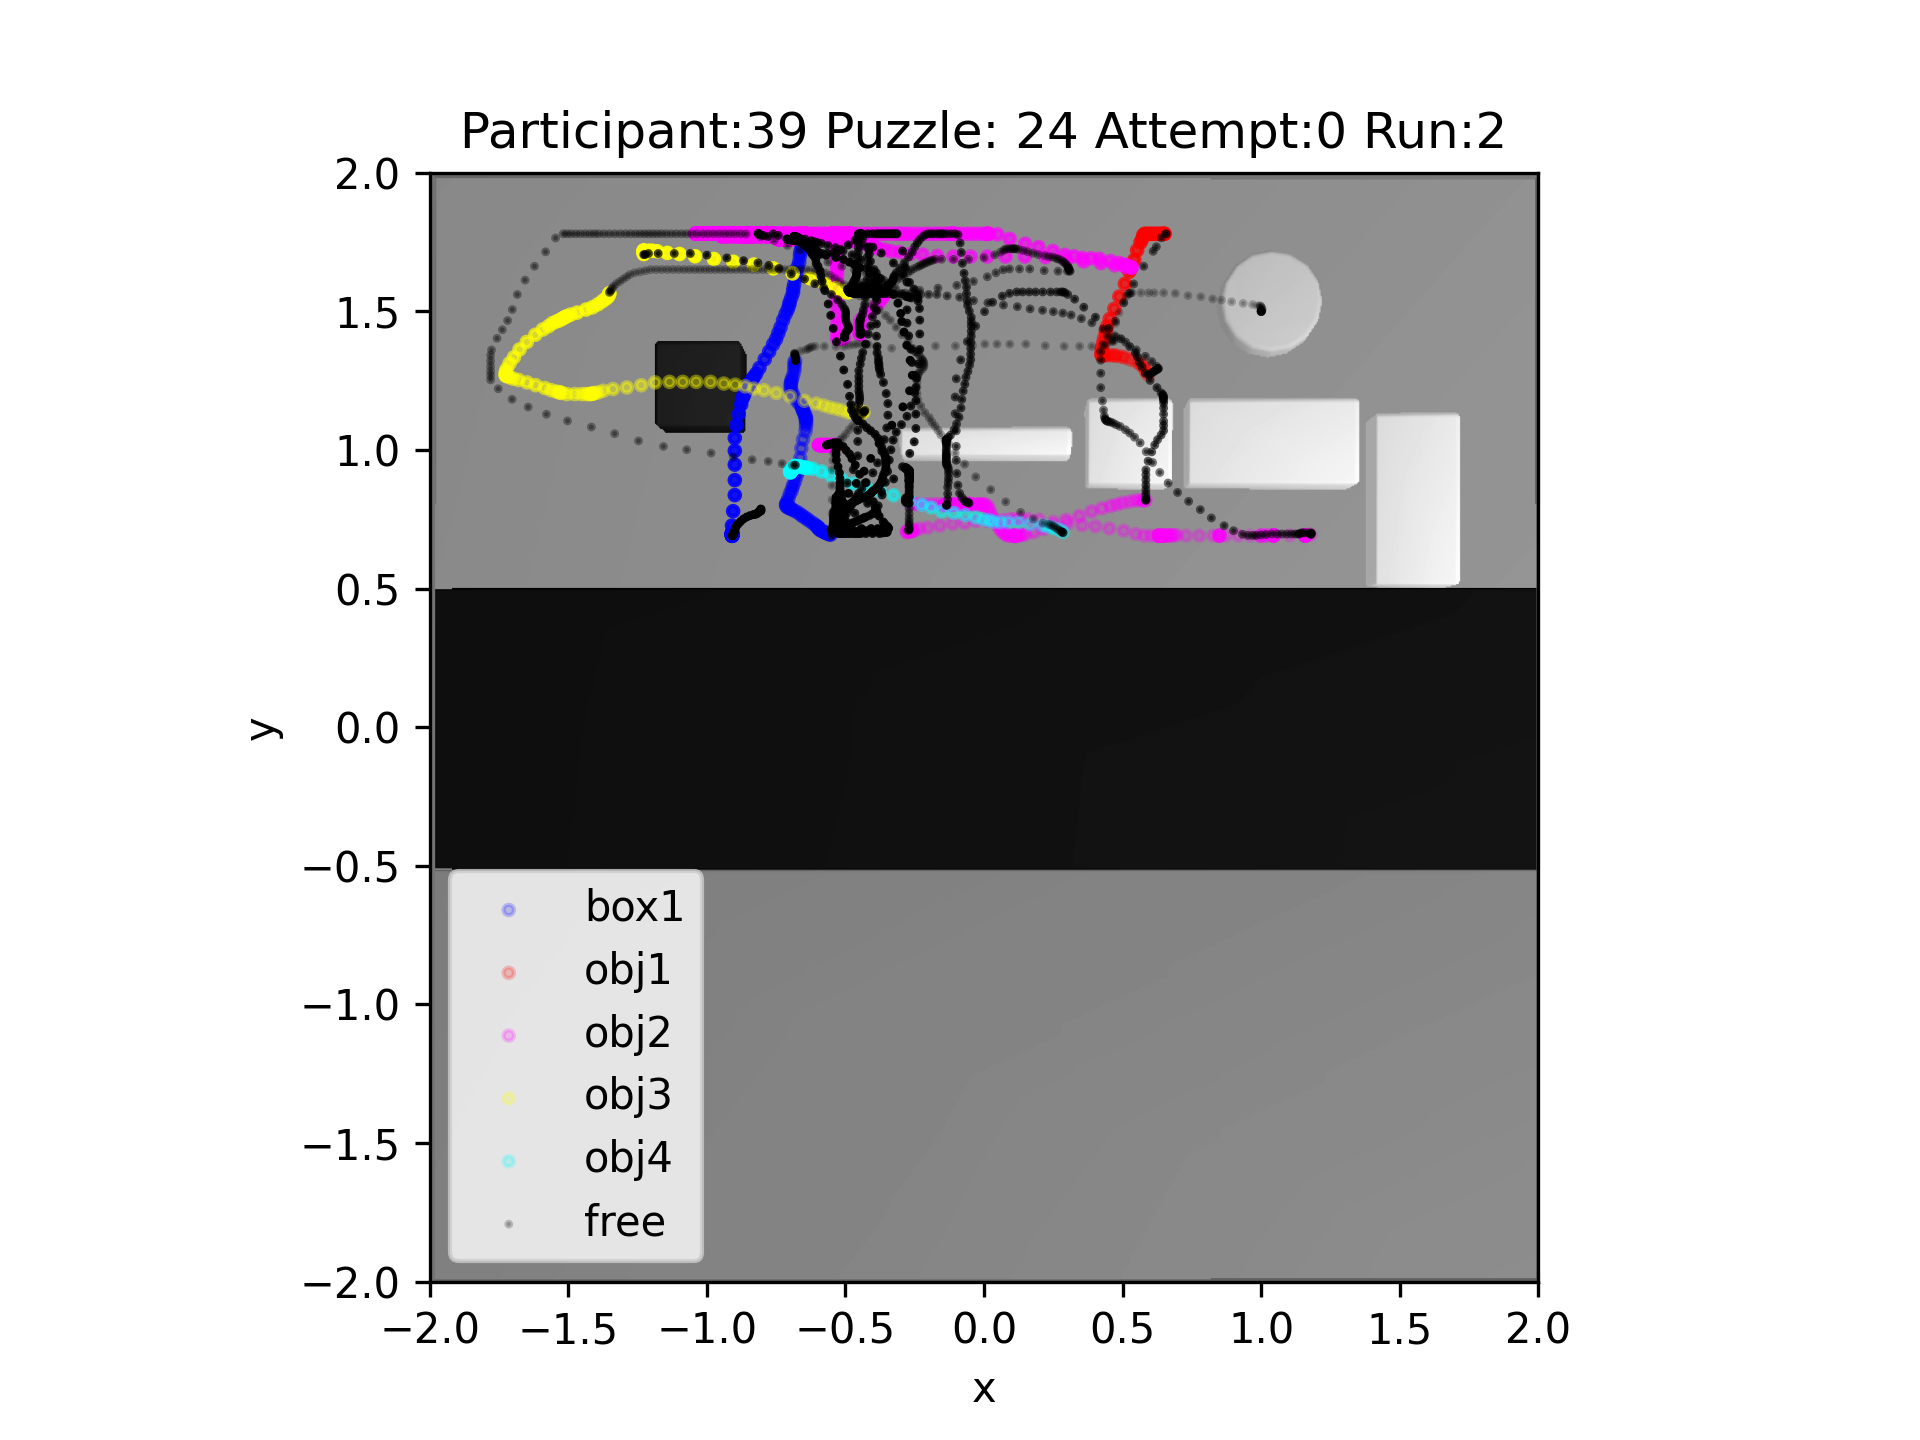 Participant:39 Puzzle: 24 Attempt:0 Run:2
2.0
1.5
1.0
0.5
0.0
−0.5
−1.0
−1.5
−2.0
y
box1
obj1
obj2
obj3
obj4
free
−2.0 −1.5 −1.0 −0.5 0.0 0.5 1.0 1.5 2.0
x